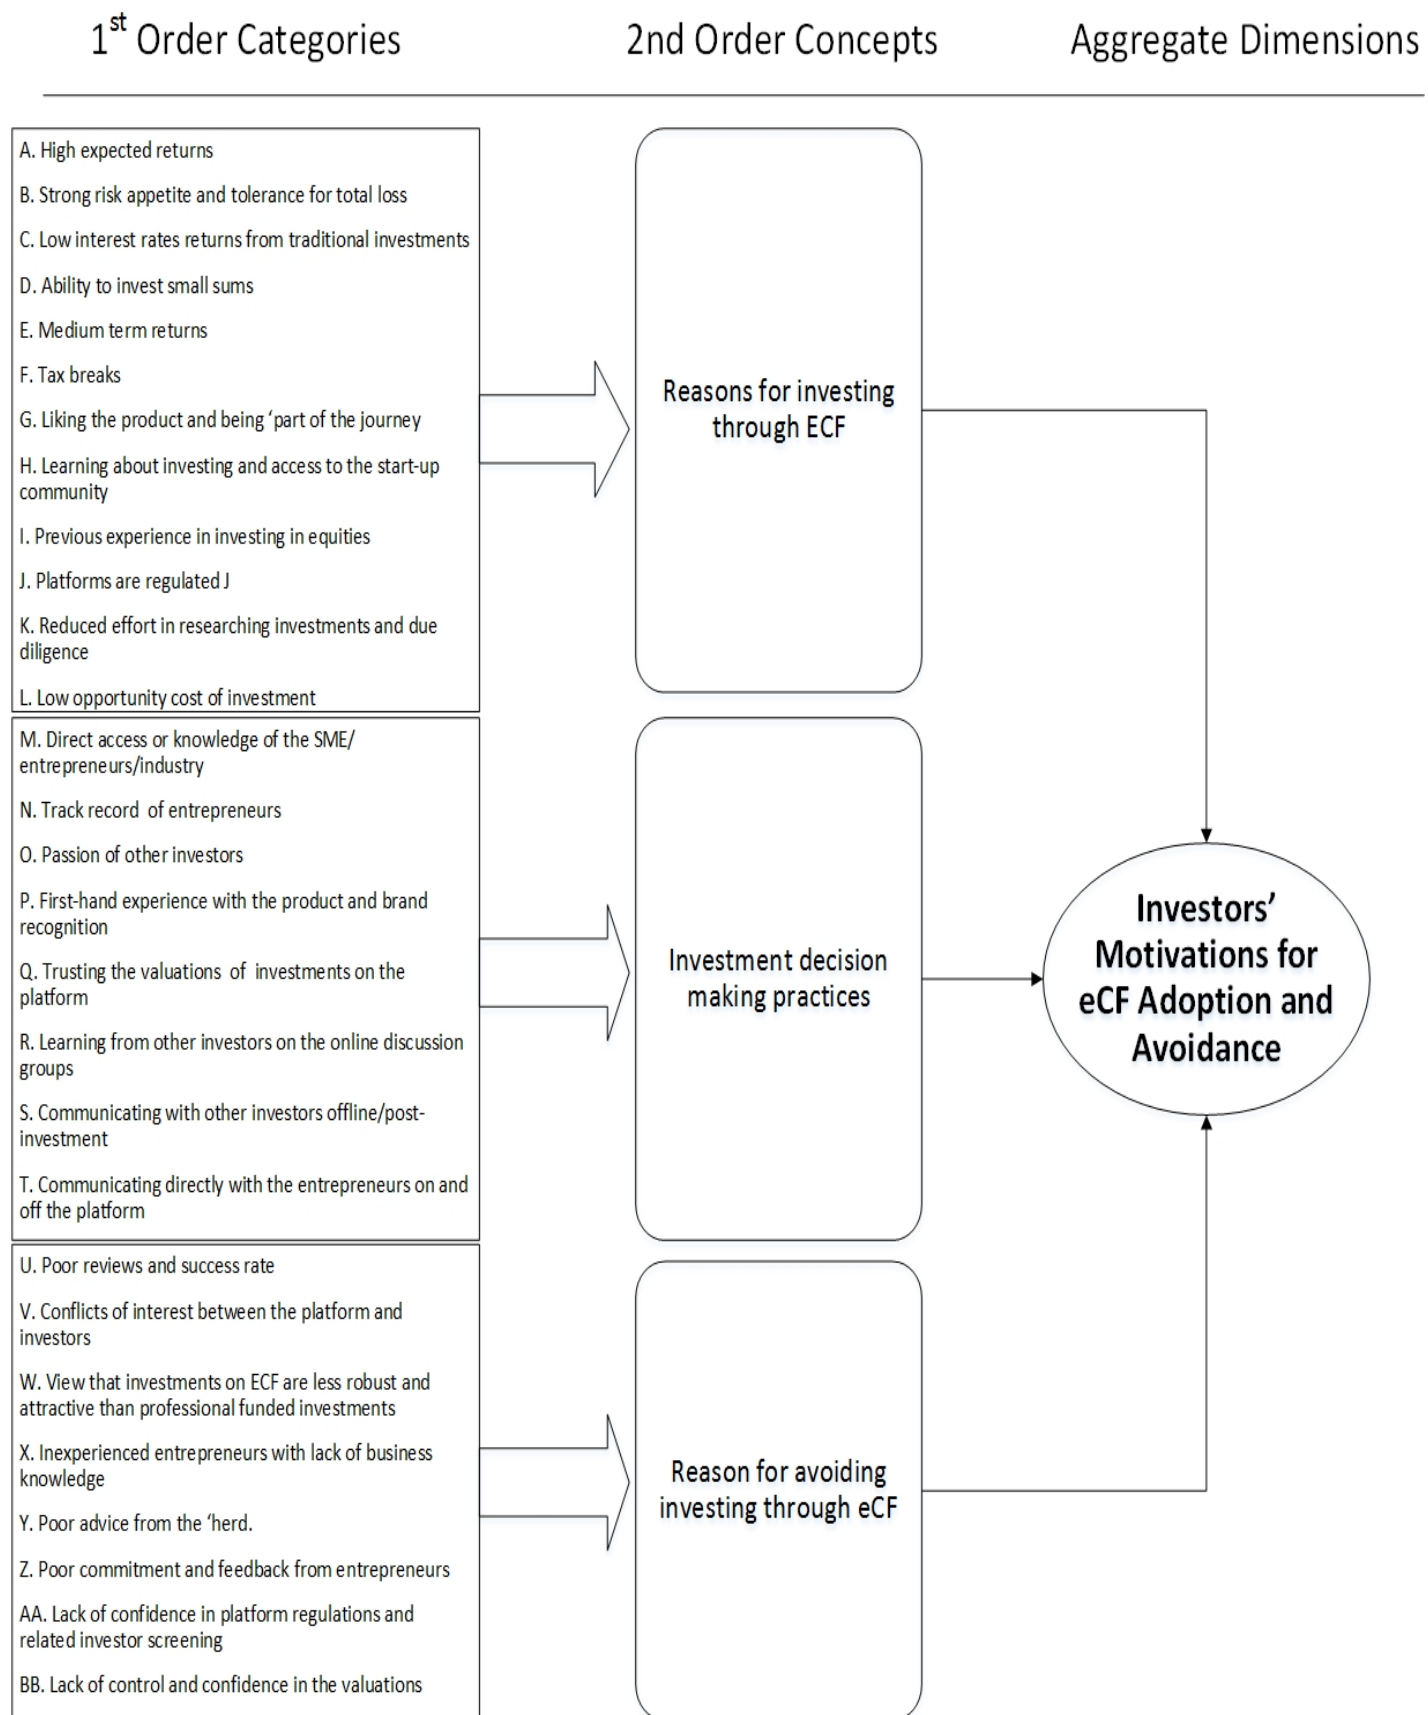 1st Order Categories
2nd Order Concepts
Aggregate Dimensions
A. High expected returns
B. Strong risk appetite and tolerance for total loss
C. Low interest rates returns from traditional investments
D. Ability to invest small sums
E. Medium term returns
F. Tax breaks
G. Liking the product and being ‘part of the journey
H. Learning about investing and access to the start-up
community
I. Previous experience in investing in equities
J. Platforms are regulated J
K. Reduced effort in researching investments and due
diligence
L. Low opportunity cost of investment
Reasons for investing
through ECF
M. Direct access or knowledge of the SME/
entrepreneurs/industry
N. Track record of entrepreneurs
O. Passion of other investors
P. First-hand experience with the product and brand
recognition
Q. Trusting the valuations of investments on the
platform
R. Learning from other investors on the online discussion
groups
S. Communicating with other investors offline/post-
investment
T. Communicating directly with the entrepreneurs on and
off the platform
Investment decision
making practices
Investors’
Motivations for
eCF Adoption and
Avoidance
U. Poor reviews and success rate
V. Conflicts of interest between the platform and
investors
W. View that investments on ECF are less robust and
attractive than professional funded investments
X. Inexperienced entrepreneurs with lack of business
knowledge
Y. Poor advice from the ‘herd.
Z. Poor commitment and feedback from entrepreneurs
AA. Lack of confidence in platform regulations and
related investor screening
BB. Lack of control and confidence in the valuations
Reason for avoiding
investing through eCF